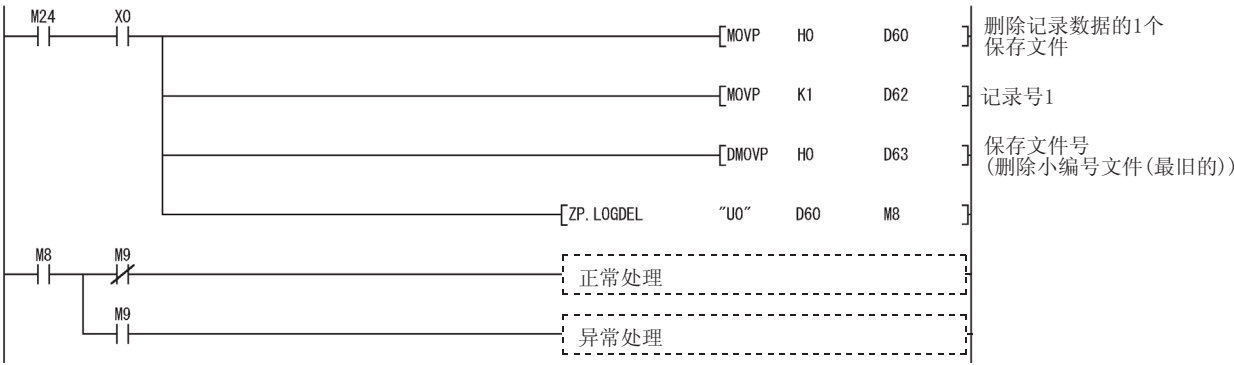 M24 X0
[MOVP H0 D60 ] 删除记录数据的1个
保存文件
[MOVP K1 D62 ] 记录号1
[DMOVP H0 D63 ] 保存文件号
(删除小编号文件(最旧的))
[ZP.LOGDEL "U0" D60 M8 ]
M8 M9
正常处理
M9
异常处理